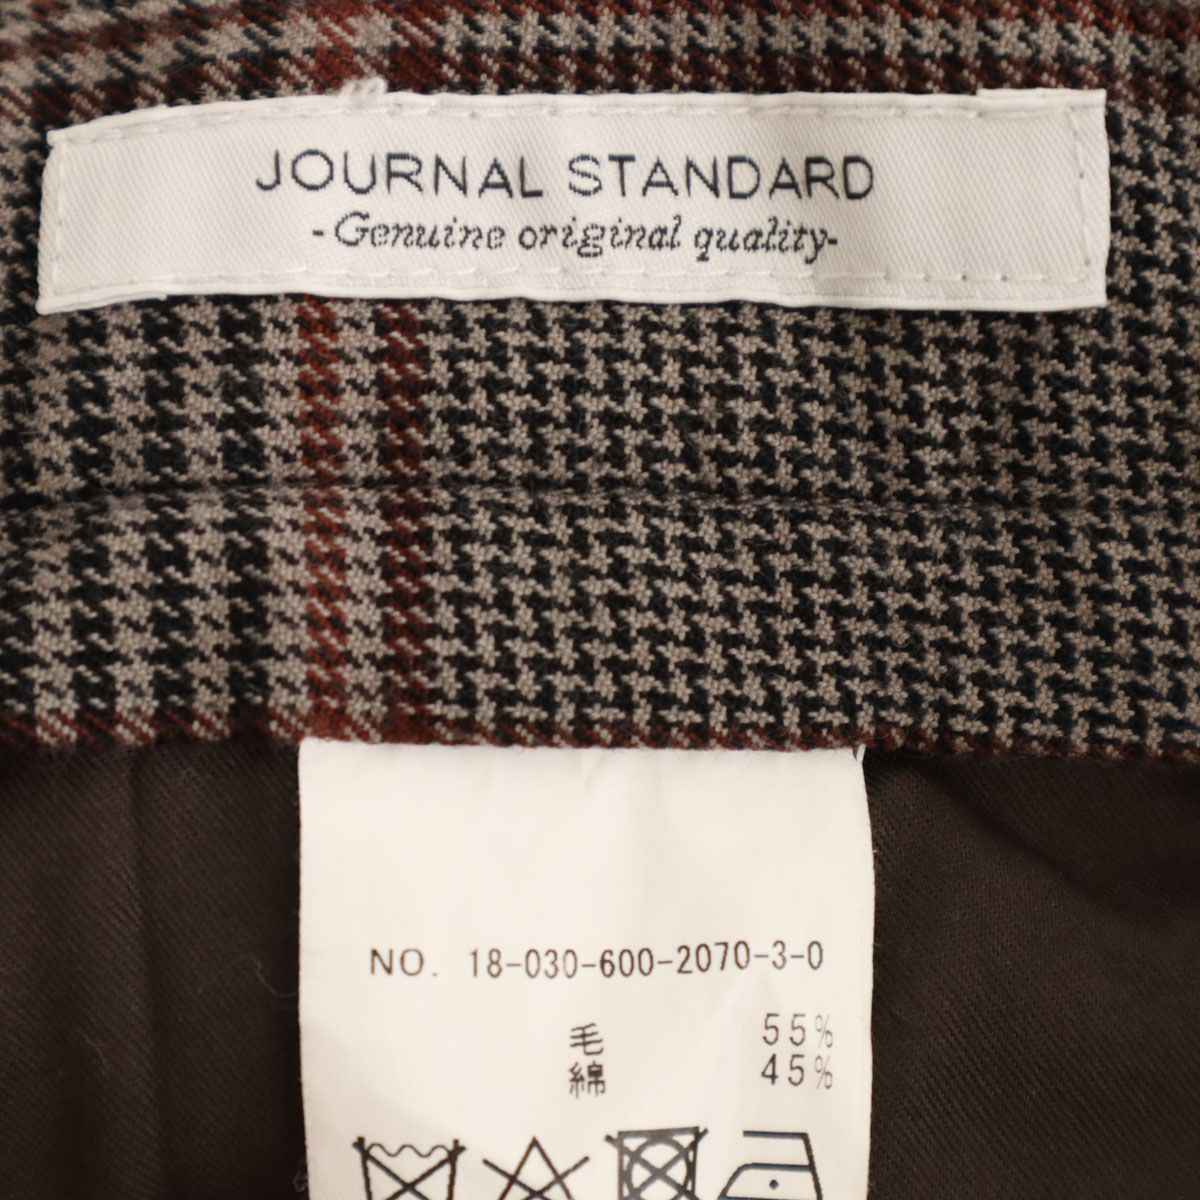 JOURNAL STANDARD
-Genuine original quality-
NO. 18-030-600-2070-3-0
毛 55%
綿 45%